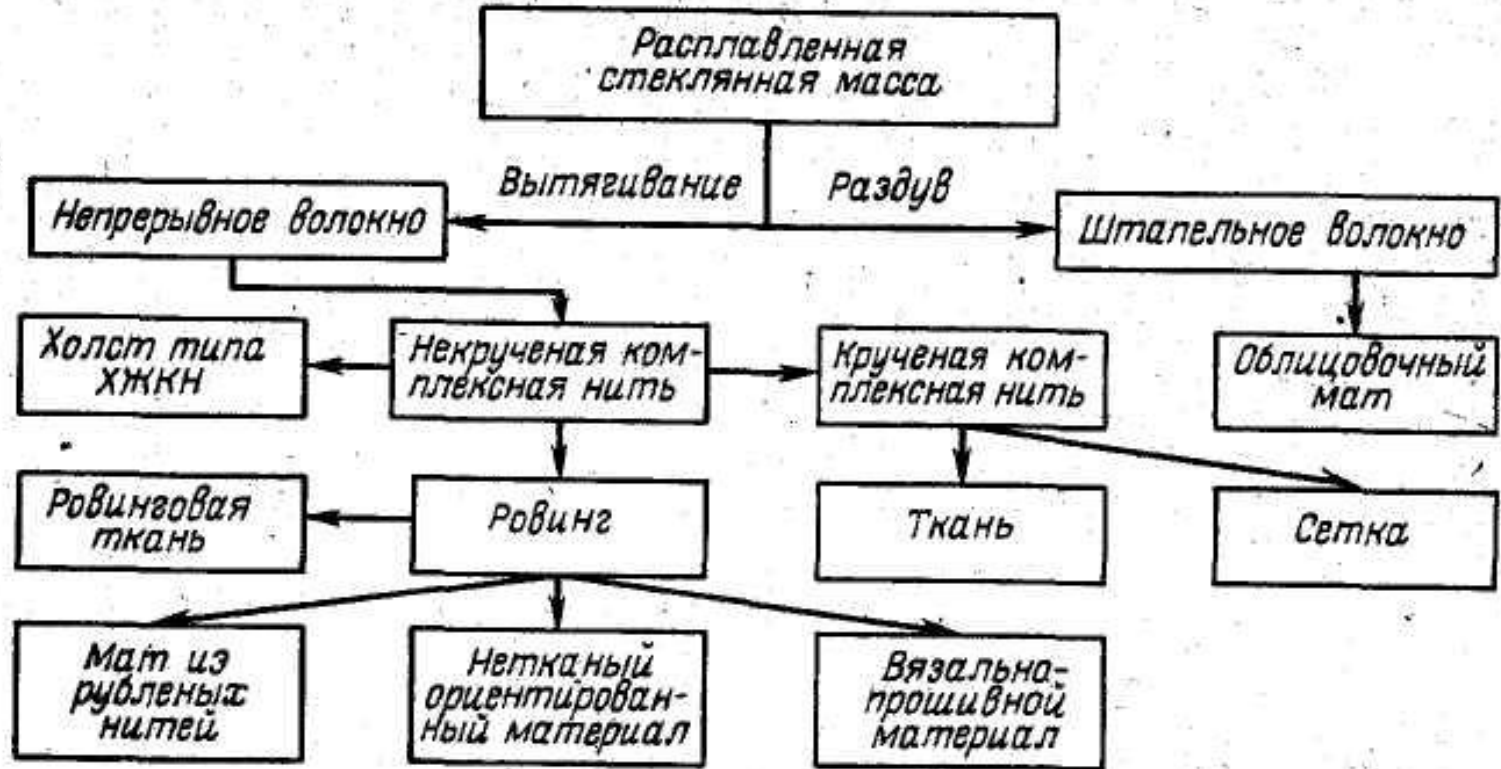 Расплавленная
стеклянная масса
Вытягивание
Раздув
Непрерывное волокно
Штапельное волокно
Холст типа
ХЖКН
Некрученая ком-
плексная нить
Крученая ком-
плексная нить
Облицовочный
мат
Ровинговая
ткань
Ровинг
Ткань
Сетка
Мат из
рубленых
нитей
Нетканый
ориентирован-
ный материал
Вязально-
прошивной
материал